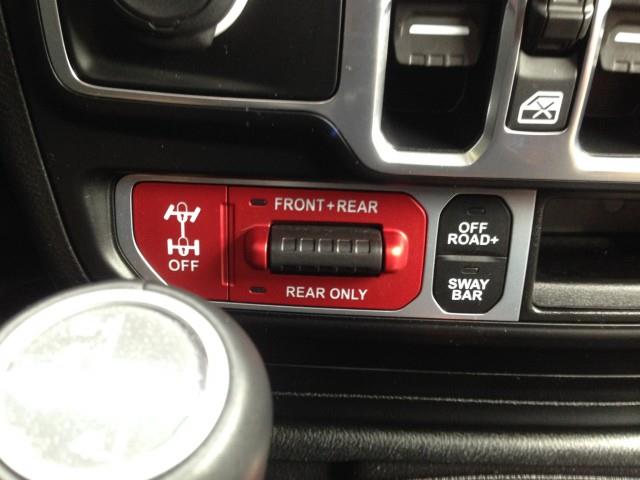 FRONT+REAR
OFF
REAR ONLY
OFF
ROAD+
SWAY
BAR